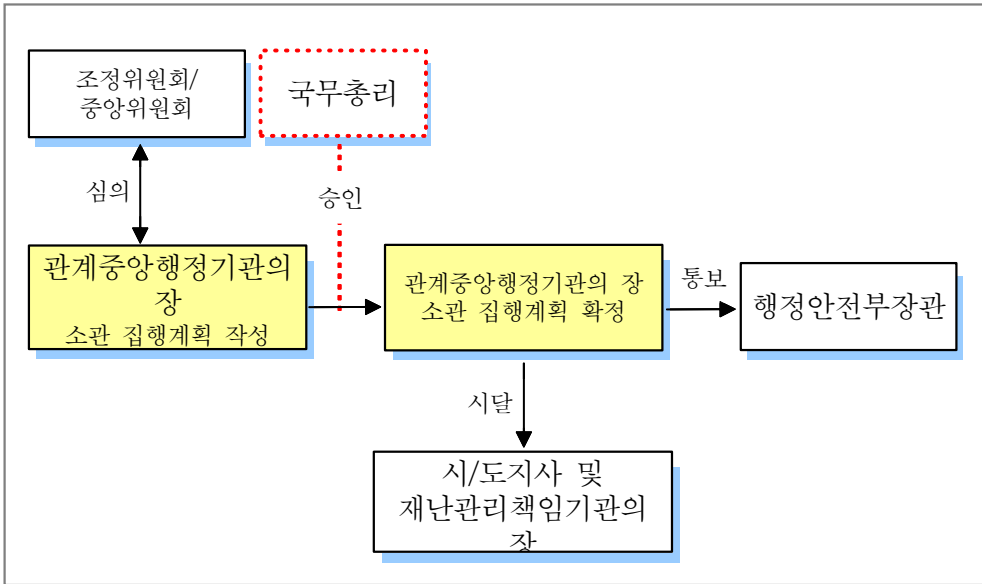 조정위원회/
중앙위원회
국무총리
심의
승인
관계중앙행정기관의
장
소관 집행계획 작성
관계중앙행정기관의 장
소관 집행계획 확정
통보
행정안전부장관
시달
시/도지사 및
재난관리책임기관의
장